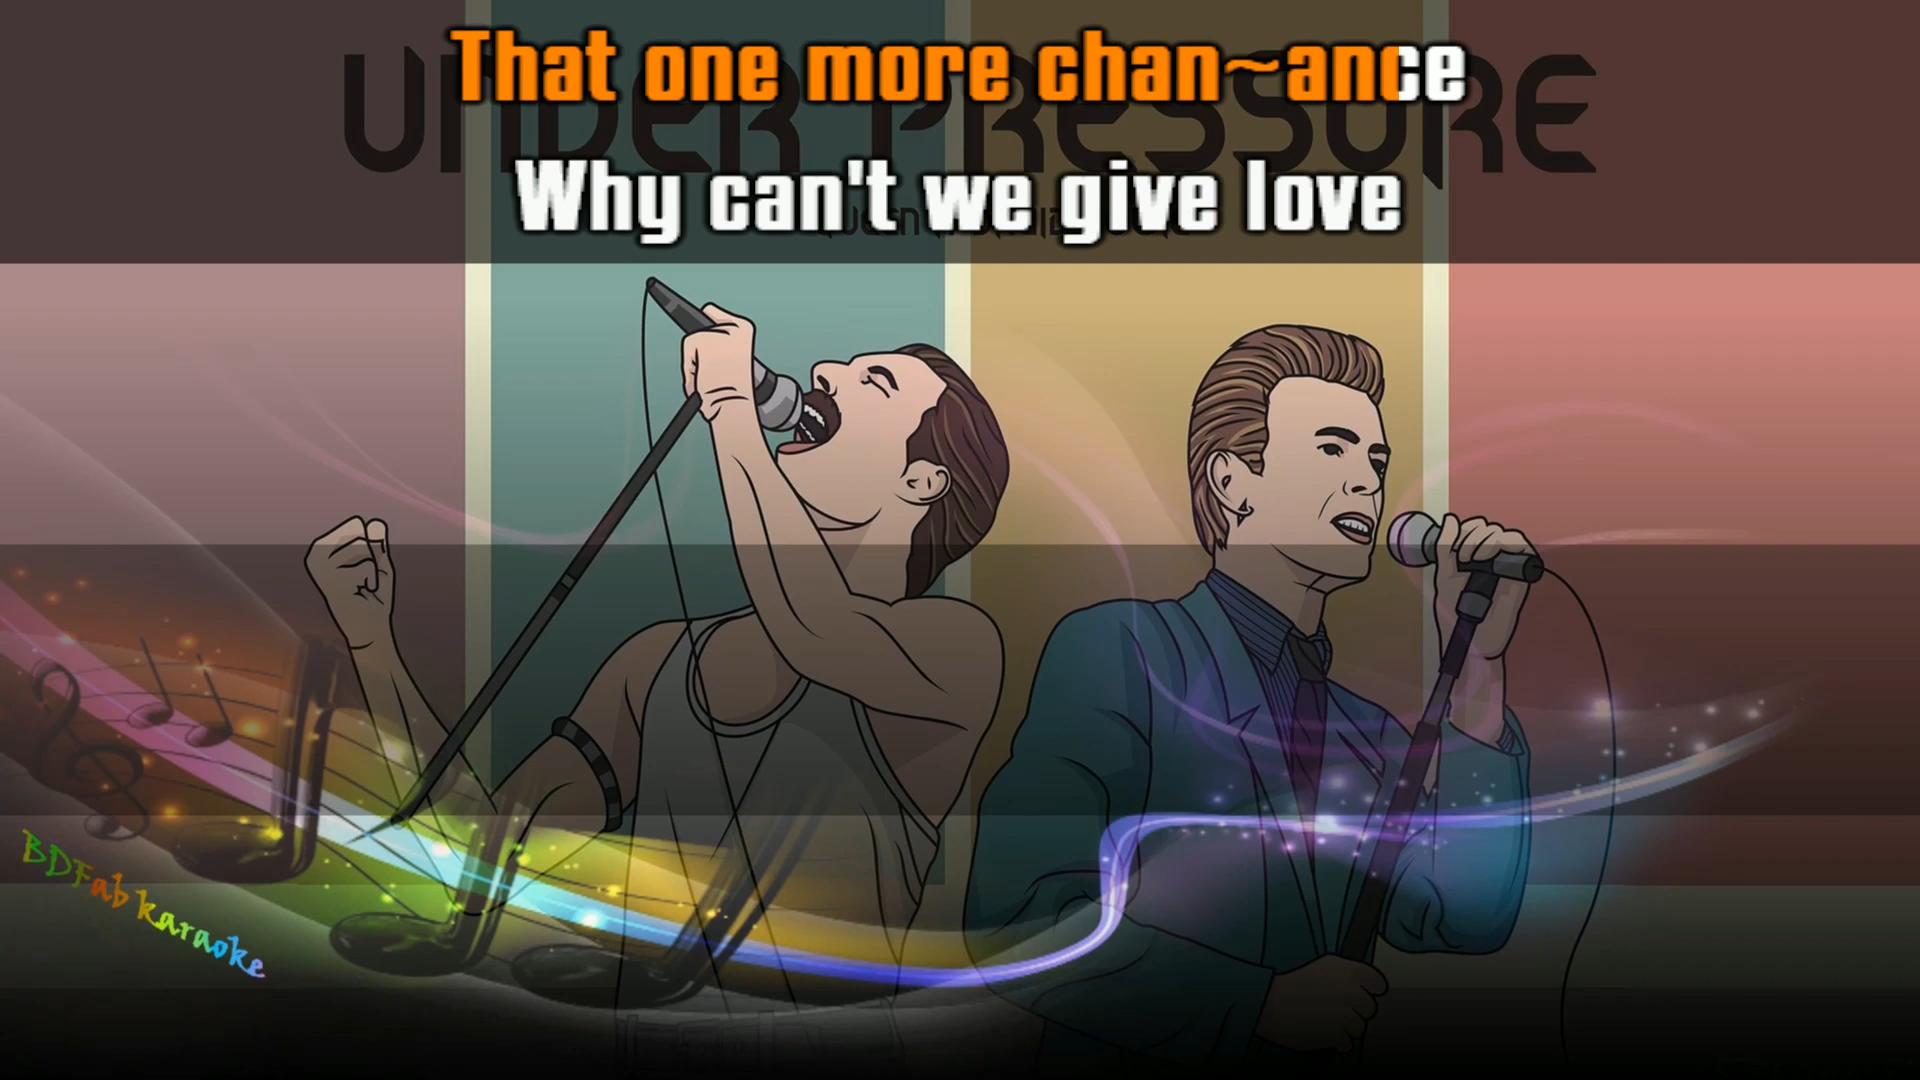 That one more chan~ance
UNDER PRESSURE
Why can't we give love
BDFab karaoke